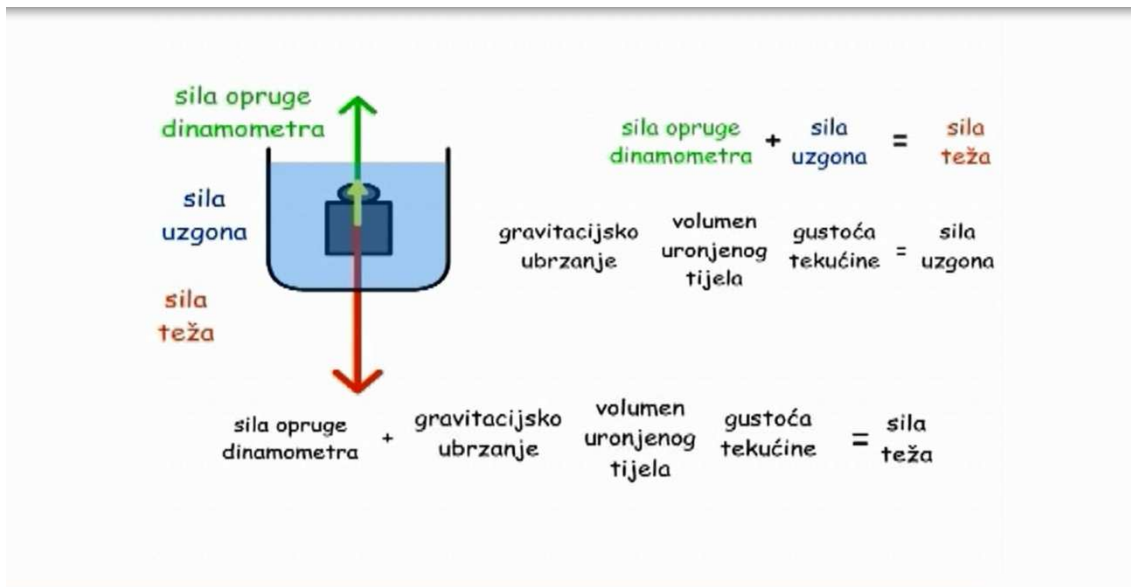 sila opruge
dinamometra
sila
uzgona
sila
teža
sila opruge
dinamometra
+
sila
uzgona
=
sila
teža
gravitacijsko
ubrzanje
volumen
uronjenog
tijela
gustoća
tekućine
=
sila
uzgona
sila opruge
dinamometra
+
gravitacijsko
ubrzanje
volumen
uronjenog
tijela
gustoća
tekućine
=
sila
teža